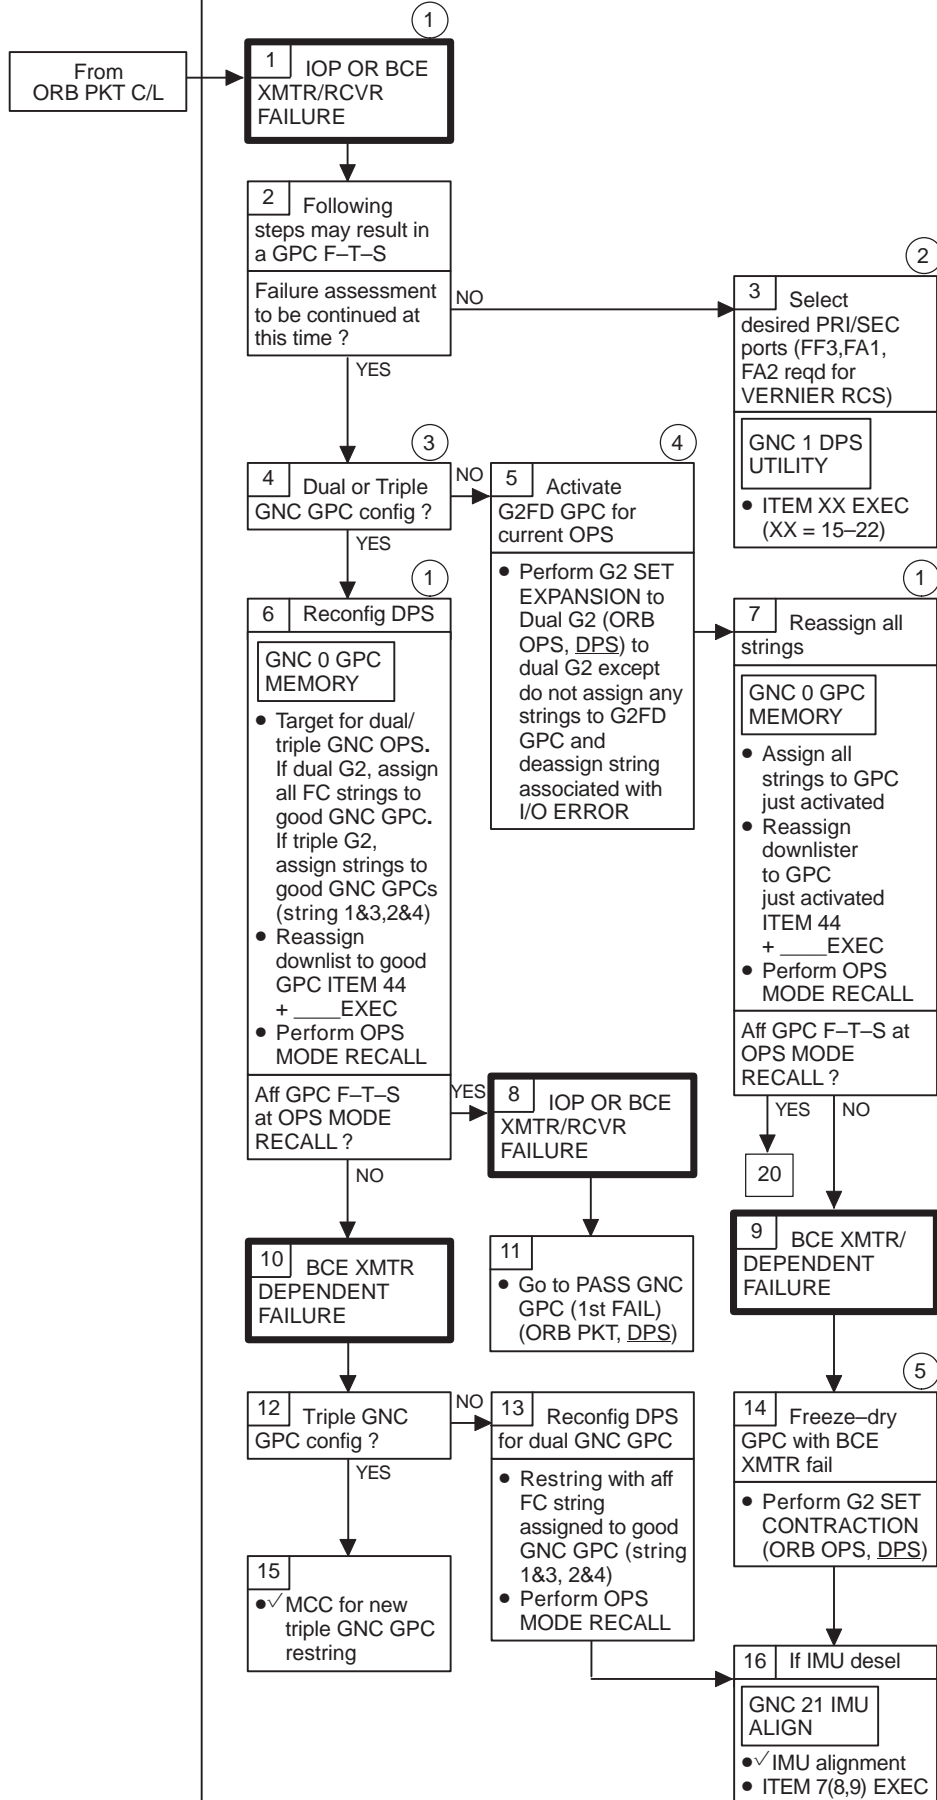 1
From
ORB PKT C/L
1 IOP OR BCE
XMTR/RCVR
FAILURE
2 Following
steps may result in
a GPC F–T–S
Failure assessment
to be continued at
this time ?
NO
YES
2
3 Select
desired PRI/SEC
ports (FF3,FA1,
FA2 reqd for
VERNIER RCS)
GNC 1 DPS
UTILITY
• ITEM XX EXEC
(XX = 15–22)
3
4 Dual or Triple
GNC GPC config ?
NO
YES
4
5 Activate
G2FD GPC for
current OPS
• Perform G2 SET
EXPANSION to
Dual G2 (ORB
OPS, DPS) to
dual G2 except
do not assign any
strings to G2FD
GPC and
deassign string
associated with
I/O ERROR
1
6 Reconfig DPS
GNC 0 GPC
MEMORY
• Target for dual/
triple GNC OPS.
If dual G2, assign
all FC strings to
good GNC GPC.
If triple G2,
assign strings to
good GNC GPCs
(string 1&3,2&4)
• Reassign
downlist to good
GPC ITEM 44
+ ____EXEC
• Perform OPS
MODE RECALL
Aff GPC F–T–S
at OPS MODE
RECALL ?
YES
NO
1
7 Reassign all
strings
GNC 0 GPC
MEMORY
• Assign all
strings to GPC
just activated
• Reassign
downlister
to GPC
just activated
ITEM 44
+ ____EXEC
• Perform OPS
MODE RECALL
Aff GPC F–T–S at
OPS MODE
RECALL ?
YES
NO
20
8 IOP OR BCE
XMTR/RCVR
FAILURE
9 BCE XMTR/
DEPENDENT
FAILURE
10 BCE XMTR
DEPENDENT
FAILURE
11
• Go to PASS GNC
GPC (1st FAIL)
(ORB PKT, DPS)
12 Triple GNC
GPC config ?
NO
YES
13 Reconfig DPS
for dual GNC GPC
• Restring with aff
FC string
assigned to good
GNC GPC (string
1&3, 2&4)
• Perform OPS
MODE RECALL
5
14 Freeze–dry
GPC with BCE
XMTR fail
• Perform G2 SET
CONTRACTION
(ORB OPS, DPS)
15
•√ MCC for new
triple GNC GPC
restring
16 If IMU desel
GNC 21 IMU
ALIGN
•√ IMU alignment
• ITEM 7(8,9) EXEC